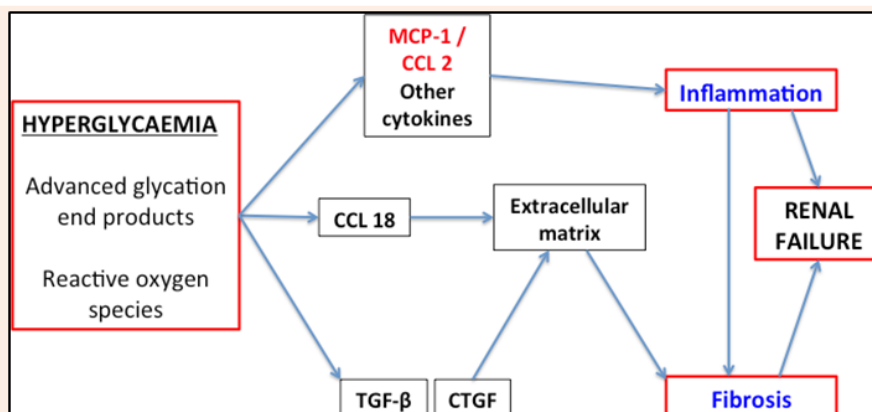 MCP-1 /
CCL 2
Other
cytokines
Inflammation
HYPERGLYCAEMIA
Advanced glycation
end products
Reactive oxygen
species
CCL 18
Extracellular
matrix
RENAL
FAILURE
TGF-β
CTGF
Fibrosis